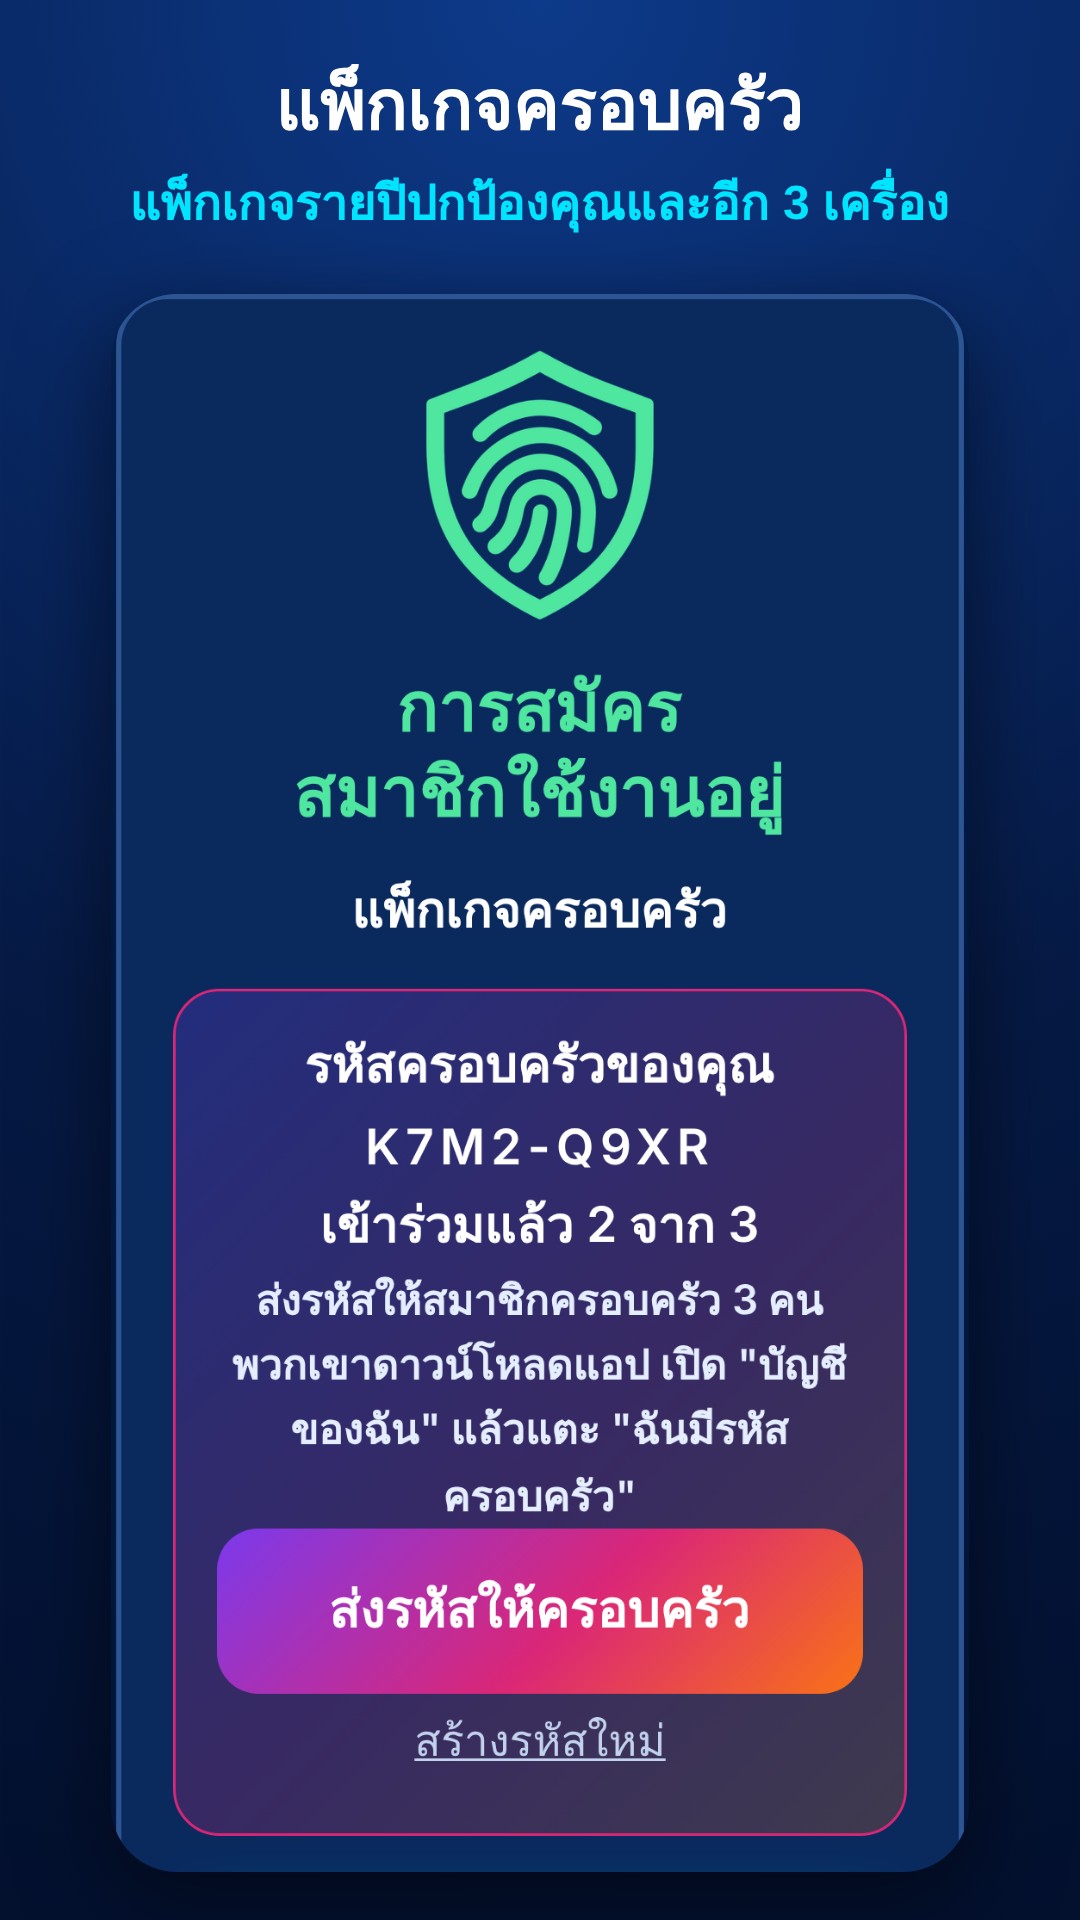 แพ็กเกจครอบครัว
แพ็กเกจรายปีปกป้องคุณและอีก 3 เครื่อง
การสมัคร
สมาชิกใช้งานอยู่
แพ็กเกจครอบครัว
รหัสครอบครัวของคุณ
K7M2-Q9XR
เข้าร่วมแล้ว 2 จาก 3
ส่งรหัสให้สมาชิกครอบครัว 3 คน
พวกเขาดาวน์โหลดแอป เปิด "บัญชี
ของฉัน" แล้วแตะ "ฉันมีรหัส
ครอบครัว"
ส่งรหัสให้ครอบครัว
สร้างรหัสใหม่